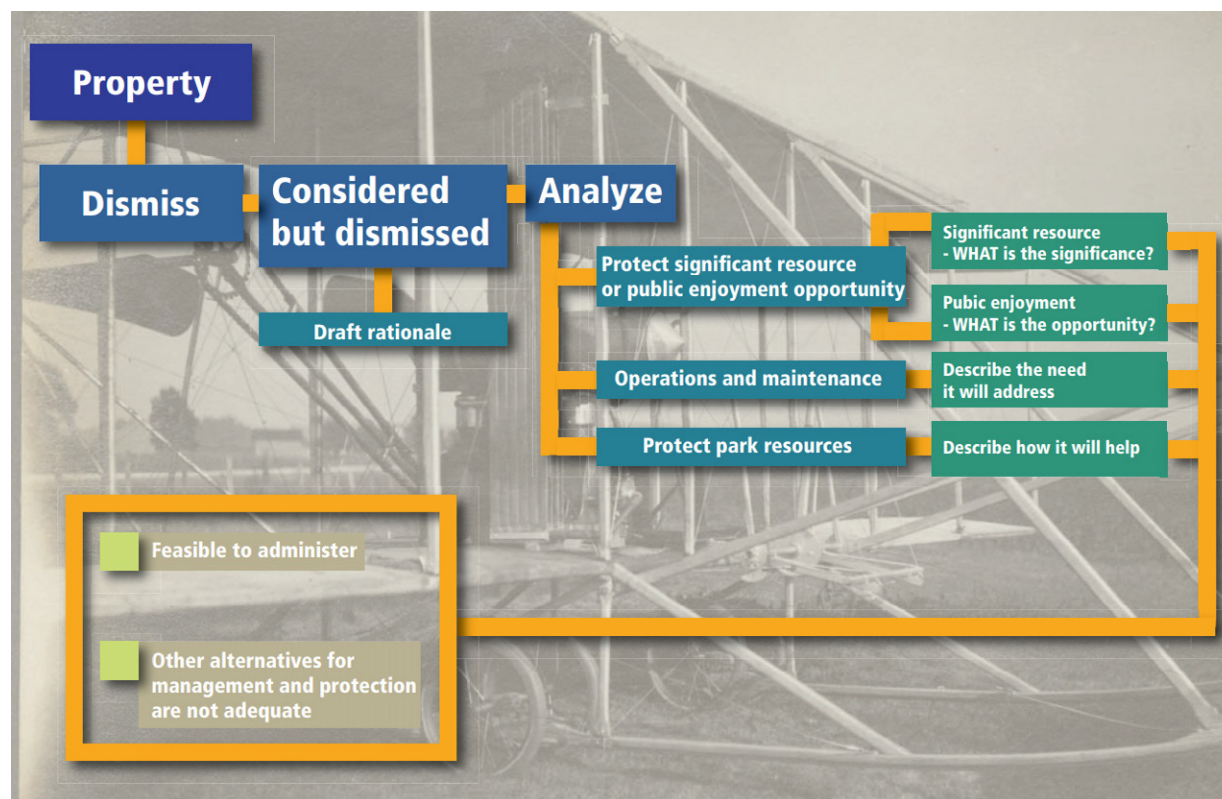 Property
Dismiss
Considered
but dismissed
Analyze
Draft rationale
Protect significant resource
or public enjoyment opportunity
Significant resource
- WHAT is the significance?
Pubic enjoyment
- WHAT is the opportunity?
Operations and maintenance
Describe the need
it will address
Protect park resources
Describe how it will help
Feasible to administer
Other alternatives for
management and protection
are not adequate